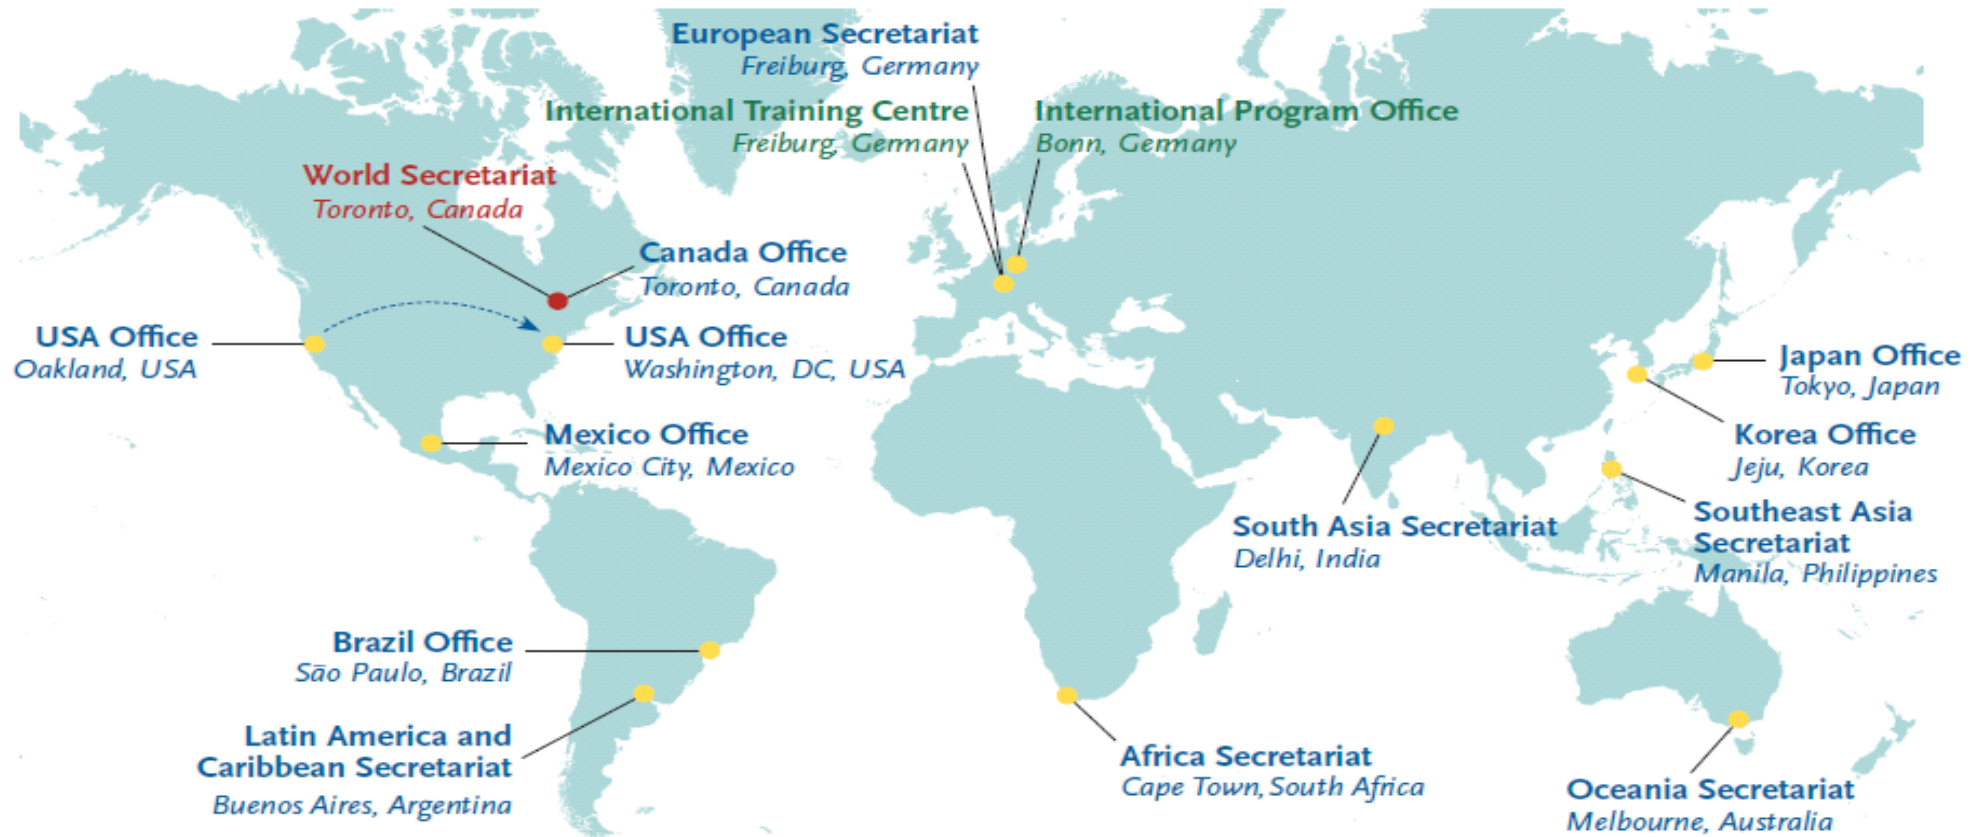 European Secretariat
Freiburg, Germany
International Training Centre
Freiburg, Germany
International Program Office
Bonn, Germany
World Secretariat
Toronto, Canada
Canada Office
Toronto, Canada
USA Office
Oakland, USA
USA Office
Washington, DC, USA
Japan Office
Tokyo, Japan
Mexico Office
Mexico City, Mexico
Korea Office
Jeju, Korea
South Asia Secretariat
Delhi, India
Southeast Asia
Secretariat
Manila, Philippines
Brazil Office
São Paulo, Brazil
Latin America and
Caribbean Secretariat
Buenos Aires, Argentina
Africa Secretariat
Cape Town, South Africa
Oceania Secretariat
Melbourne, Australia